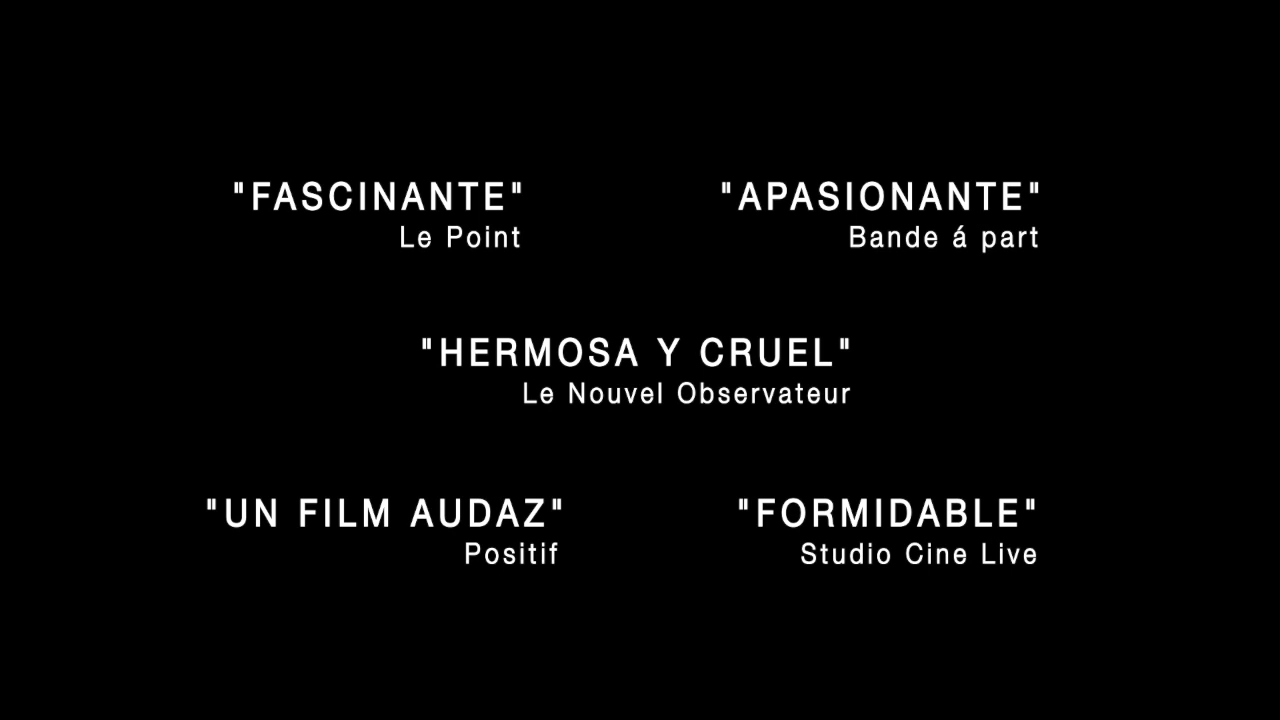 "FASCINANTE"
Le Point
"APASIONANTE"
Bande á part
"HERMOSA Y CRUEL"
Le Nouvel Observateur
"UN FILM AUDAZ"
Positif
"FORMIDABLE"
Studio Cine Live